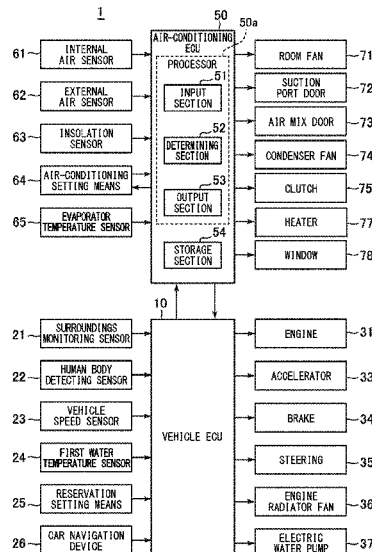 1
50
AIR-CONDITIONING
ECU
50a
PROCESSOR
51
INPUT
SECTION
52
DETERMINING
SECTION
53
OUTPUT
SECTION
54
STORAGE
SECTION
61
INTERNAL
AIR SENSOR
62
EXTERNAL
AIR SENSOR
63
INSOLATION
SENSOR
64
AIR-CONDITIONING
SETTING MEANS
65
EVAPORATOR
TEMPERATURE SENSOR
ROOM FAN
71
SUCTION
PORT DOOR
72
AIR MIX DOOR
73
CONDENSER FAN
74
CLUTCH
75
HEATER
77
WINDOW
78
10
VEHICLE ECU
21
SURROUNDINGS
MONITORING SENSOR
22
HUMAN BODY
DETECTING SENSOR
23
VEHICLE
SPEED SENSOR
24
FIRST WATER
TEMPERATURE SENSOR
25
RESERVATION
SETTING MEANS
26
CAR NAVIGATION
DEVICE
ENGINE
31
ACCELERATOR
33
BRAKE
34
STEERING
35
ENGINE
RADIATOR FAN
36
ELECTRIC
WATER PUMP
37